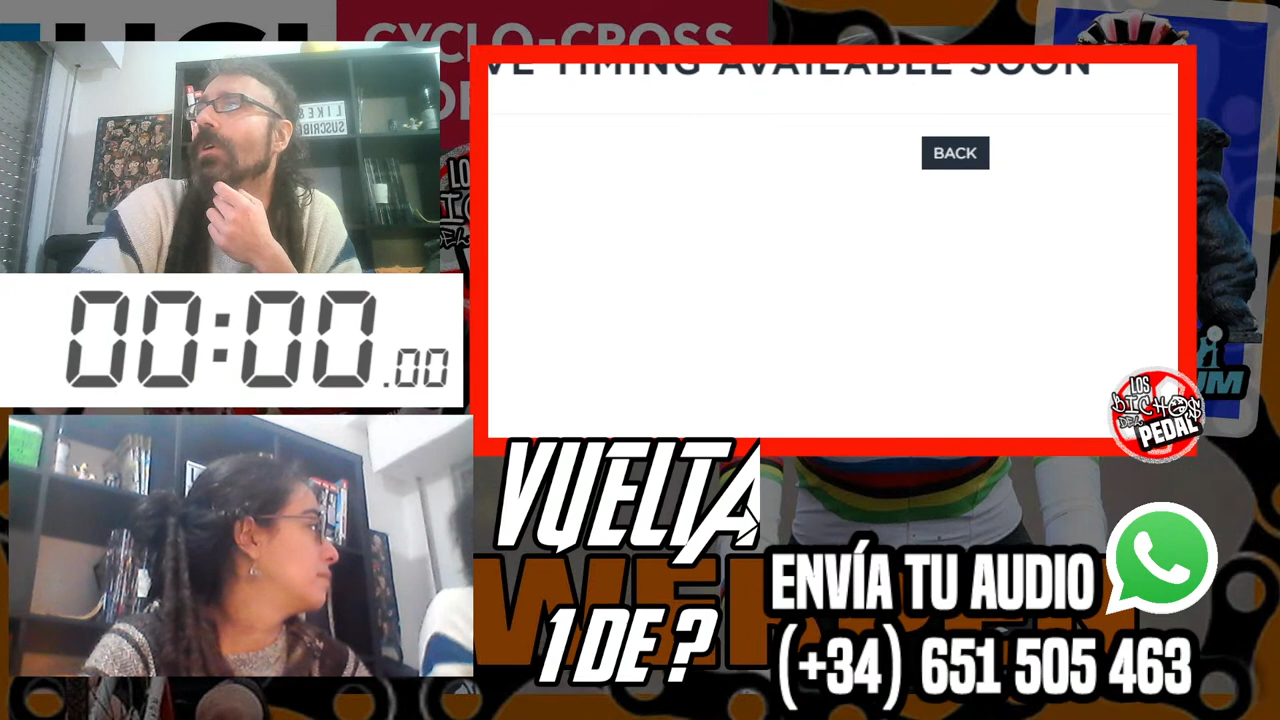 UCI
CYCLO-CROSS
VE TIMING AVAILABLE SOON
BACK
LIKE &
SUSCRIBE
00:00.00
LOS
BICHOS
DEL
PEDAL
VUELTA
1 DE ?
ENVÍA TU AUDIO
(+34) 651 505 463